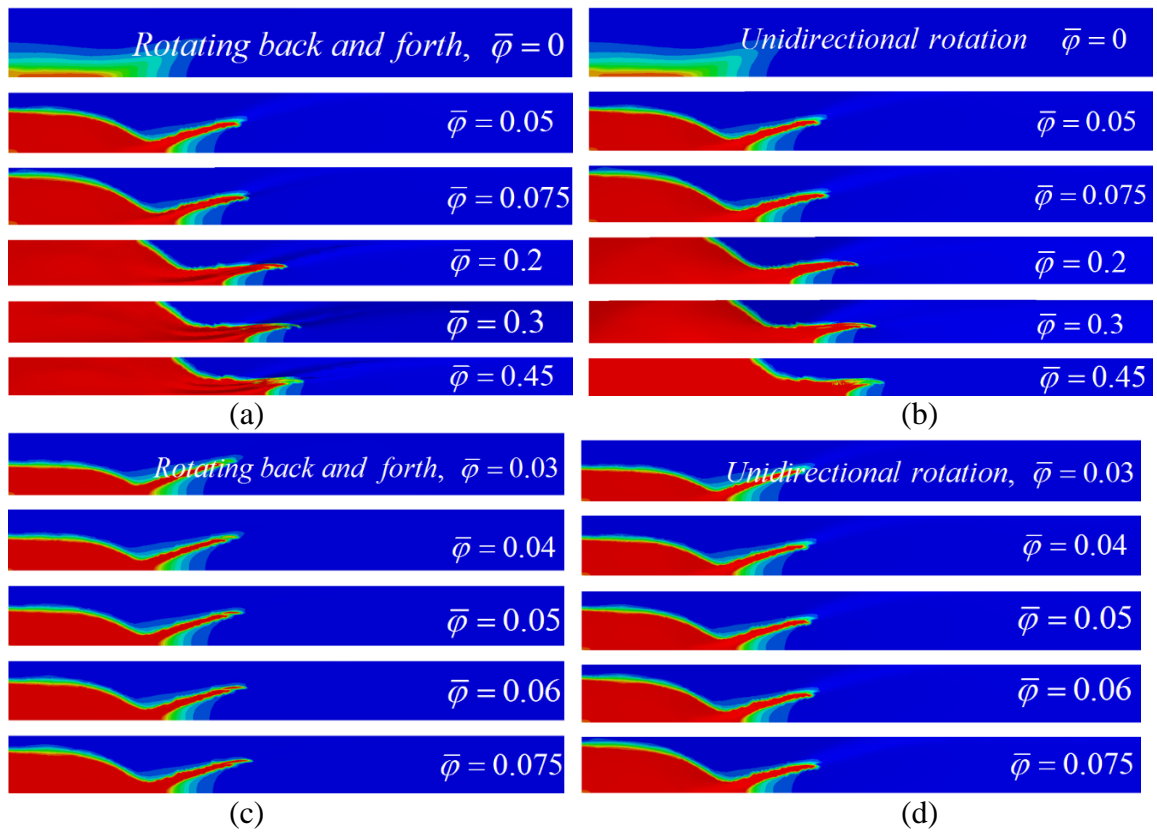 Rotating back and forth, φ̅ = 0
φ̅ = 0.05
φ̅ = 0.075
φ̅ = 0.2
φ̅ = 0.3
φ̅ = 0.45
(a)
Unidirectional rotation φ̅ = 0
φ̅ = 0.05
φ̅ = 0.075
φ̅ = 0.2
φ̅ = 0.3
φ̅ = 0.45
(b)
Rotating back and forth, φ̅ = 0.03
φ̅ = 0.04
φ̅ = 0.05
φ̅ = 0.06
φ̅ = 0.075
(c)
Unidirectional rotation, φ̅ = 0.03
φ̅ = 0.04
φ̅ = 0.05
φ̅ = 0.06
φ̅ = 0.075
(d)